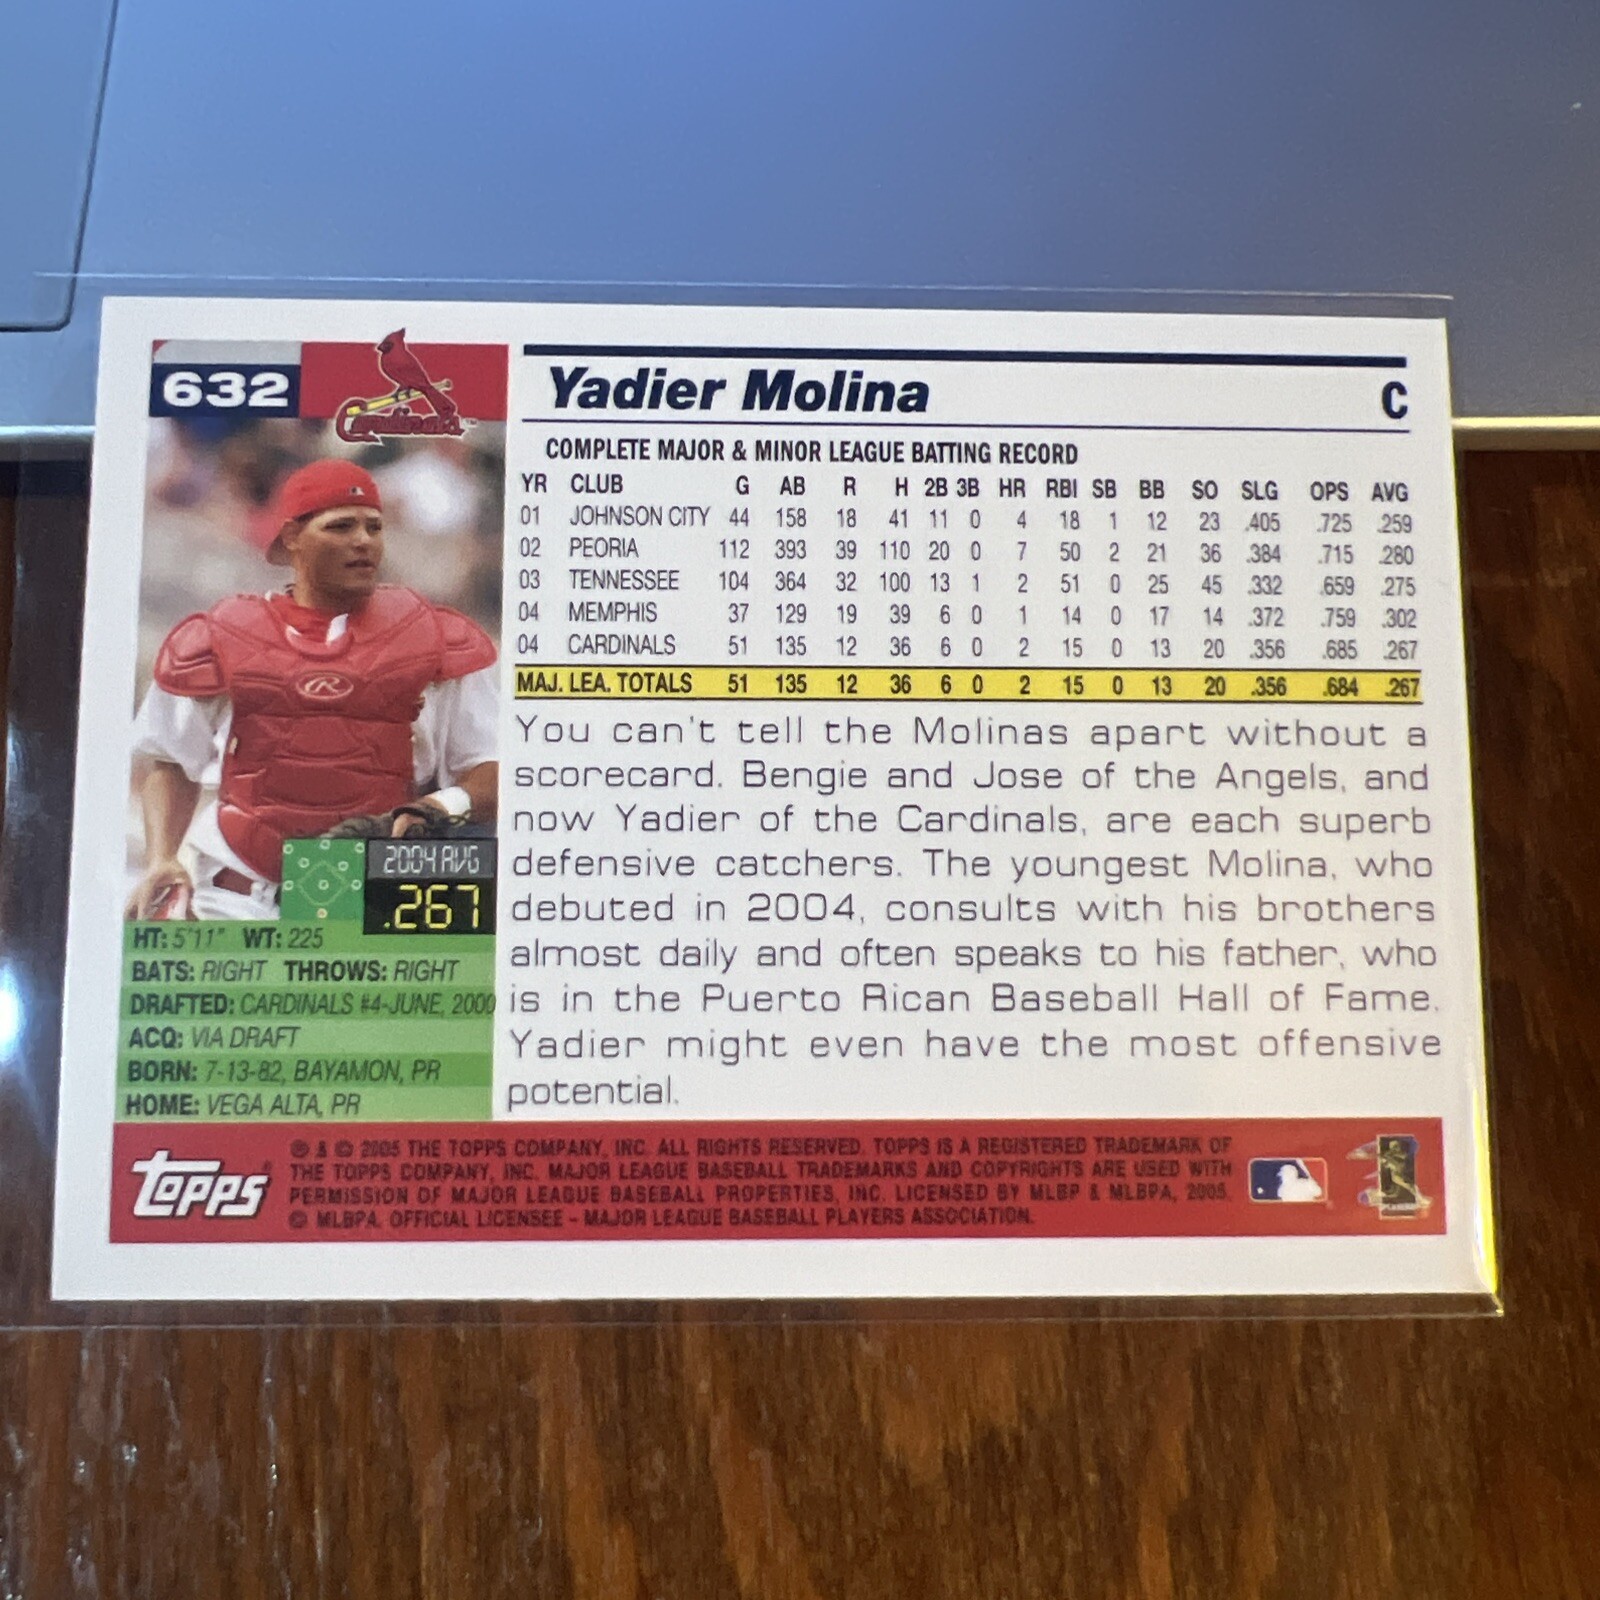 632
Cardinals
Yadier Molina C
COMPLETE MAJOR & MINOR LEAGUE BATTING RECORD
YR CLUB G AB R H 2B 3B HR RBI SB BB SO SLG OPS AVG
01 JOHNSON CITY 44 158 18 41 11 0 4 18 1 12 23 .405 .725 .259
02 PEORIA 112 393 39 110 20 0 7 50 2 21 36 .384 .715 .280
03 TENNESSEE 104 364 32 100 13 1 2 51 0 25 45 .332 .659 .275
04 MEMPHIS 37 129 19 39 6 0 1 14 0 17 14 .372 .759 .302
04 CARDINALS 51 135 12 36 6 0 2 15 0 13 20 .356 .685 .267
MAJ. LEA. TOTALS 51 135 12 36 6 0 2 15 0 13 20 .356 .684 .267
You can't tell the Molinas apart without a
scorecard. Bengie and Jose of the Angels, and
now Yadier of the Cardinals, are each superb
defensive catchers. The youngest Molina, who
debuted in 2004, consults with his brothers
almost daily and often speaks to his father, who
is in the Puerto Rican Baseball Hall of Fame.
Yadier might even have the most offensive
potential.
2004 AVG
.267
HT: 5'11" WT: 225
BATS: RIGHT THROWS: RIGHT
DRAFTED: CARDINALS #4-JUNE, 2000
ACQ: VIA DRAFT
BORN: 7-13-82, BAYAMON, PR
HOME: VEGA ALTA, PR
Topps
® & © 2005 THE TOPPS COMPANY, INC. ALL RIGHTS RESERVED. TOPPS IS A REGISTERED TRADEMARK OF
THE TOPPS COMPANY, INC. MAJOR LEAGUE BASEBALL TRADEMARKS AND COPYRIGHTS ARE USED WITH
PERMISSION OF MAJOR LEAGUE BASEBALL PROPERTIES, INC. LICENSED BY MLBP & MLBPA, 2005.
© MLBPA. OFFICIAL LICENSEE - MAJOR LEAGUE BASEBALL PLAYERS ASSOCIATION.